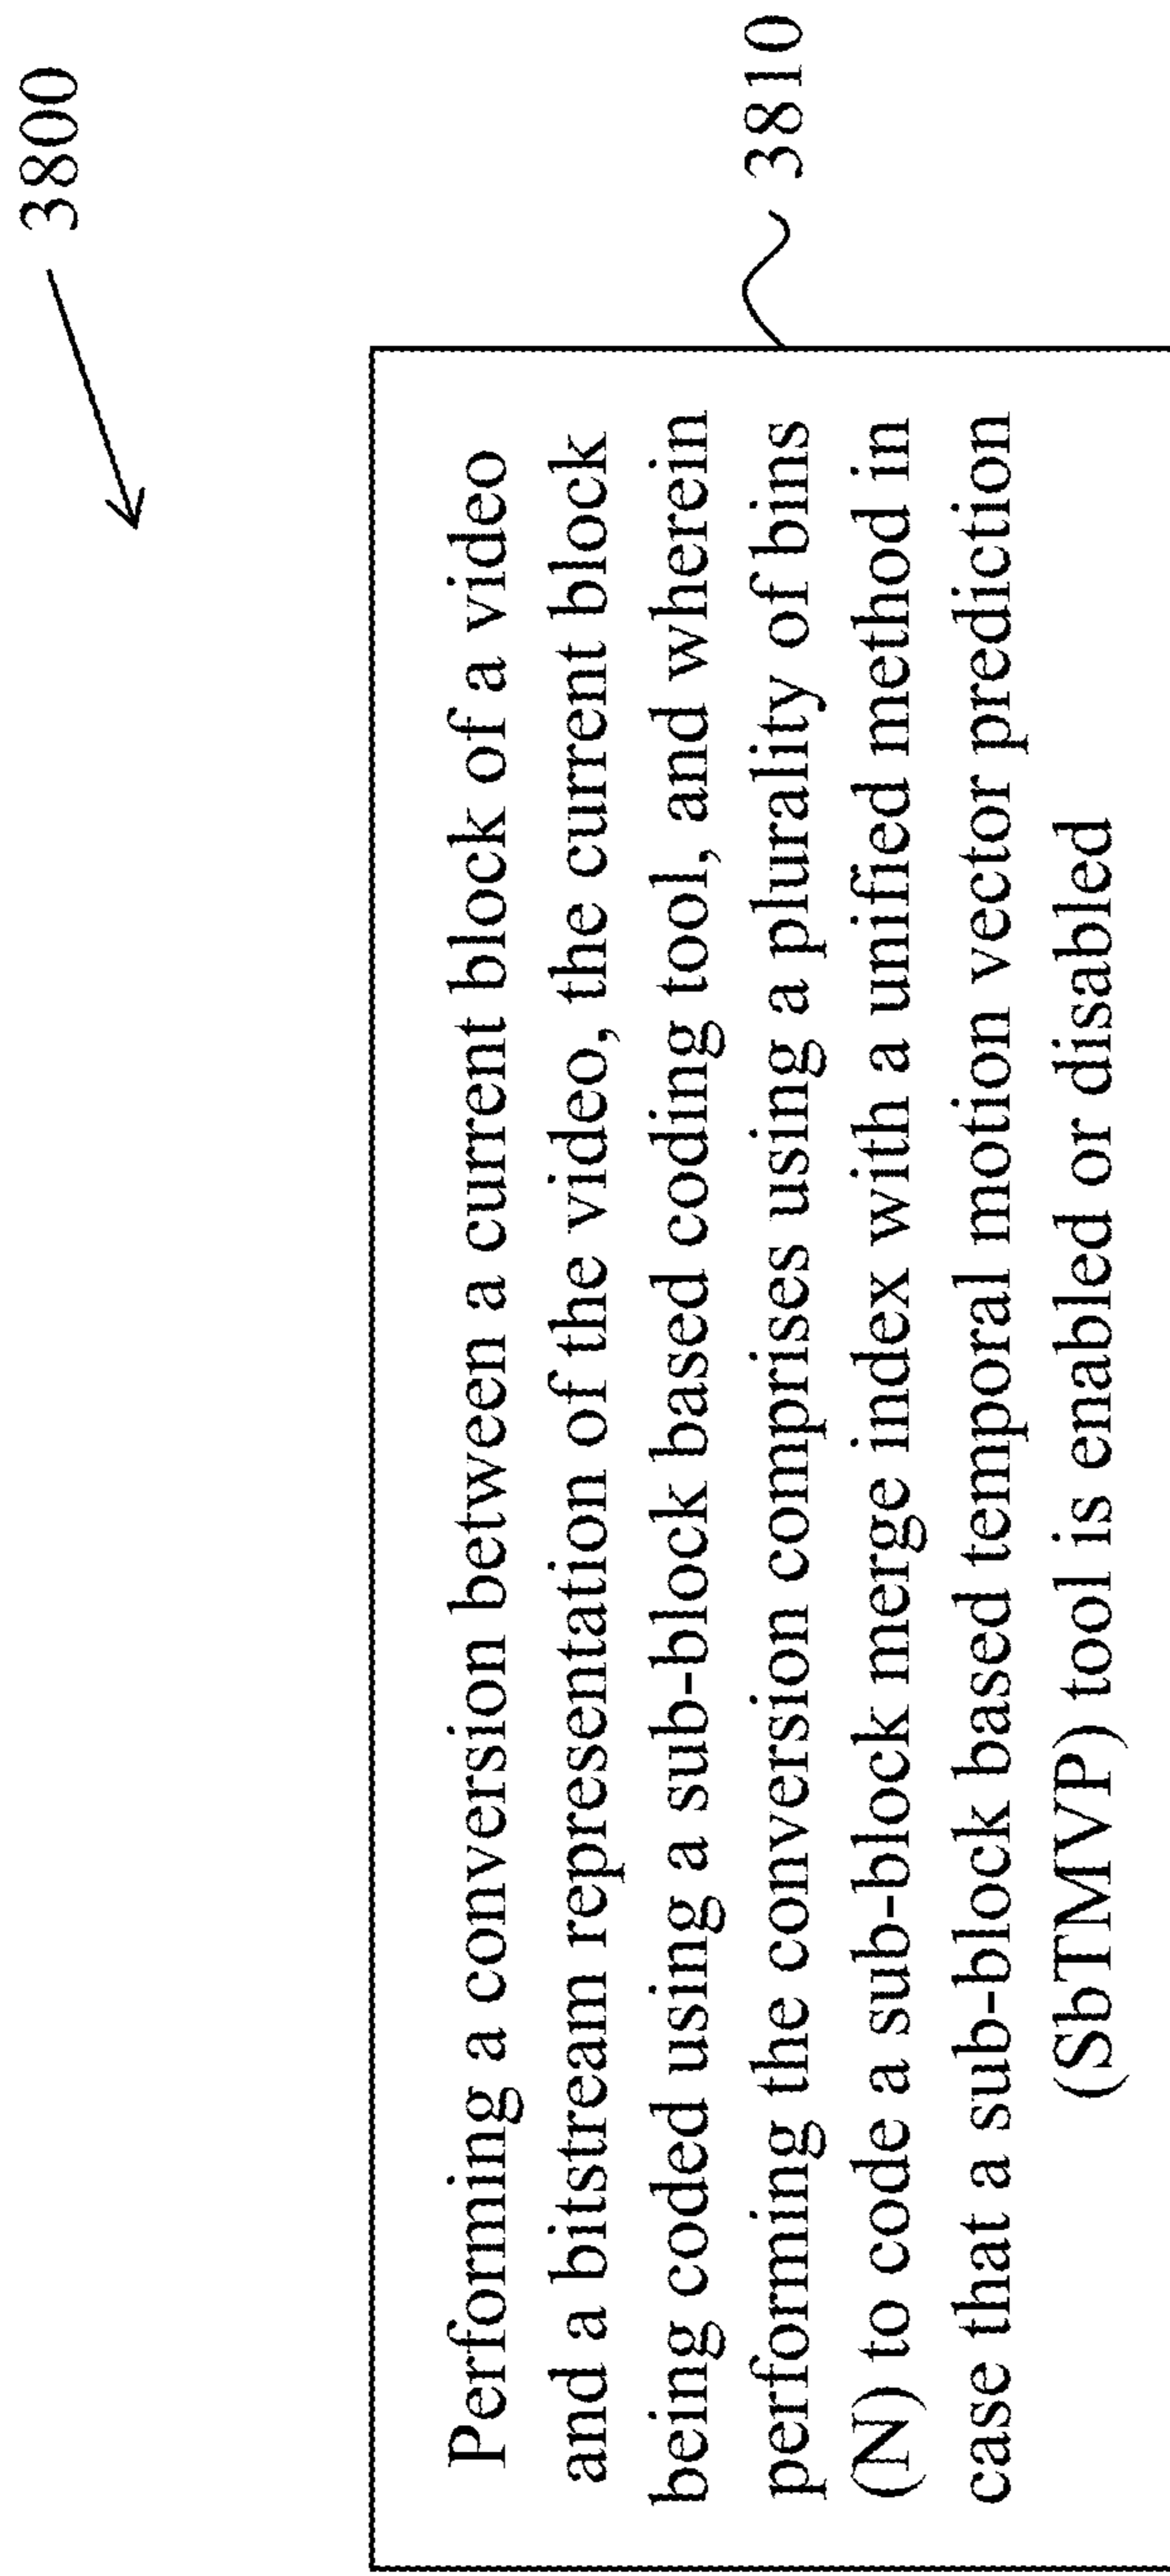 3800
Performing a conversion between a current block of a video
and a bitstream representation of the video, the current block
being coded using a sub-block based coding tool, and wherein
performing the conversion comprises using a plurality of bins
(N) to code a sub-block merge index with a unified method in
case that a sub-block based temporal motion vector prediction
(SbTMVP) tool is enabled or disabled
3810